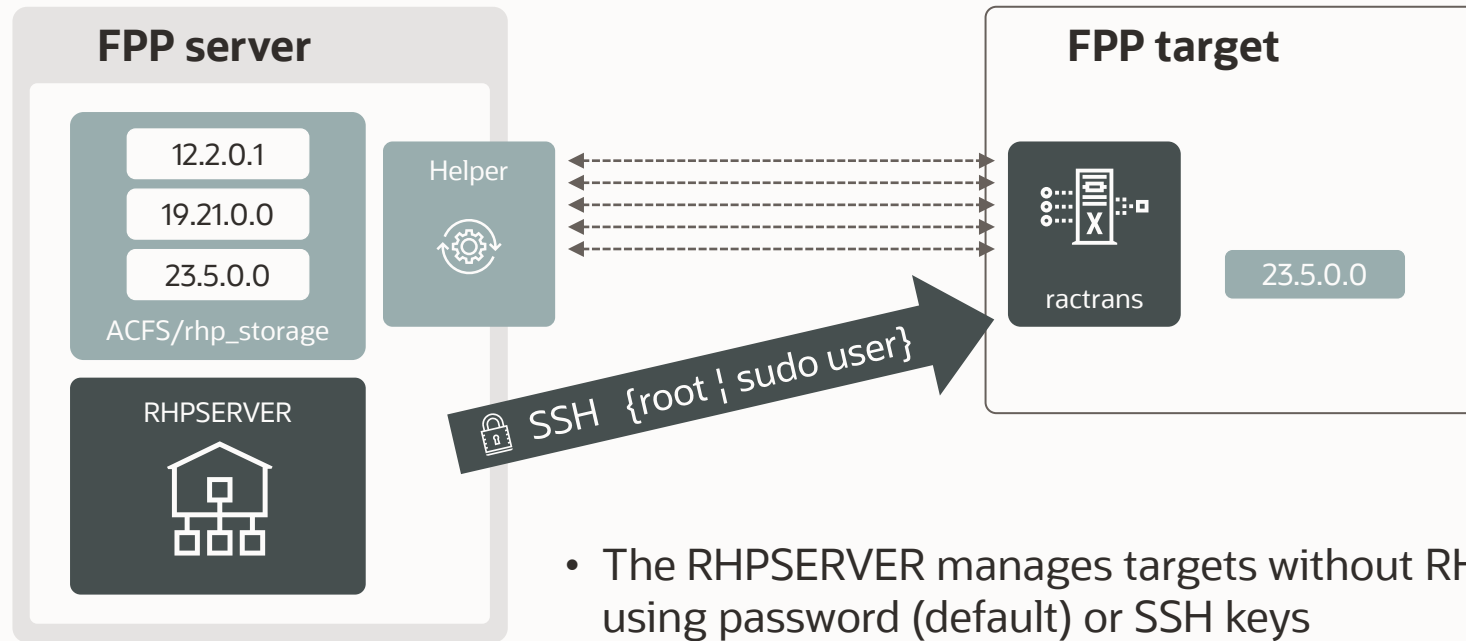 FPP server
12.2.0.1
19.21.0.0
23.5.0.0
ACFS/rhp_storage
RHPSERVER
Helper
SSH {root ¦ sudo user}
FPP target
X
ractrans
23.5.0.0
• The RHPSERVER manages targets without
using password (default) or SSH keys